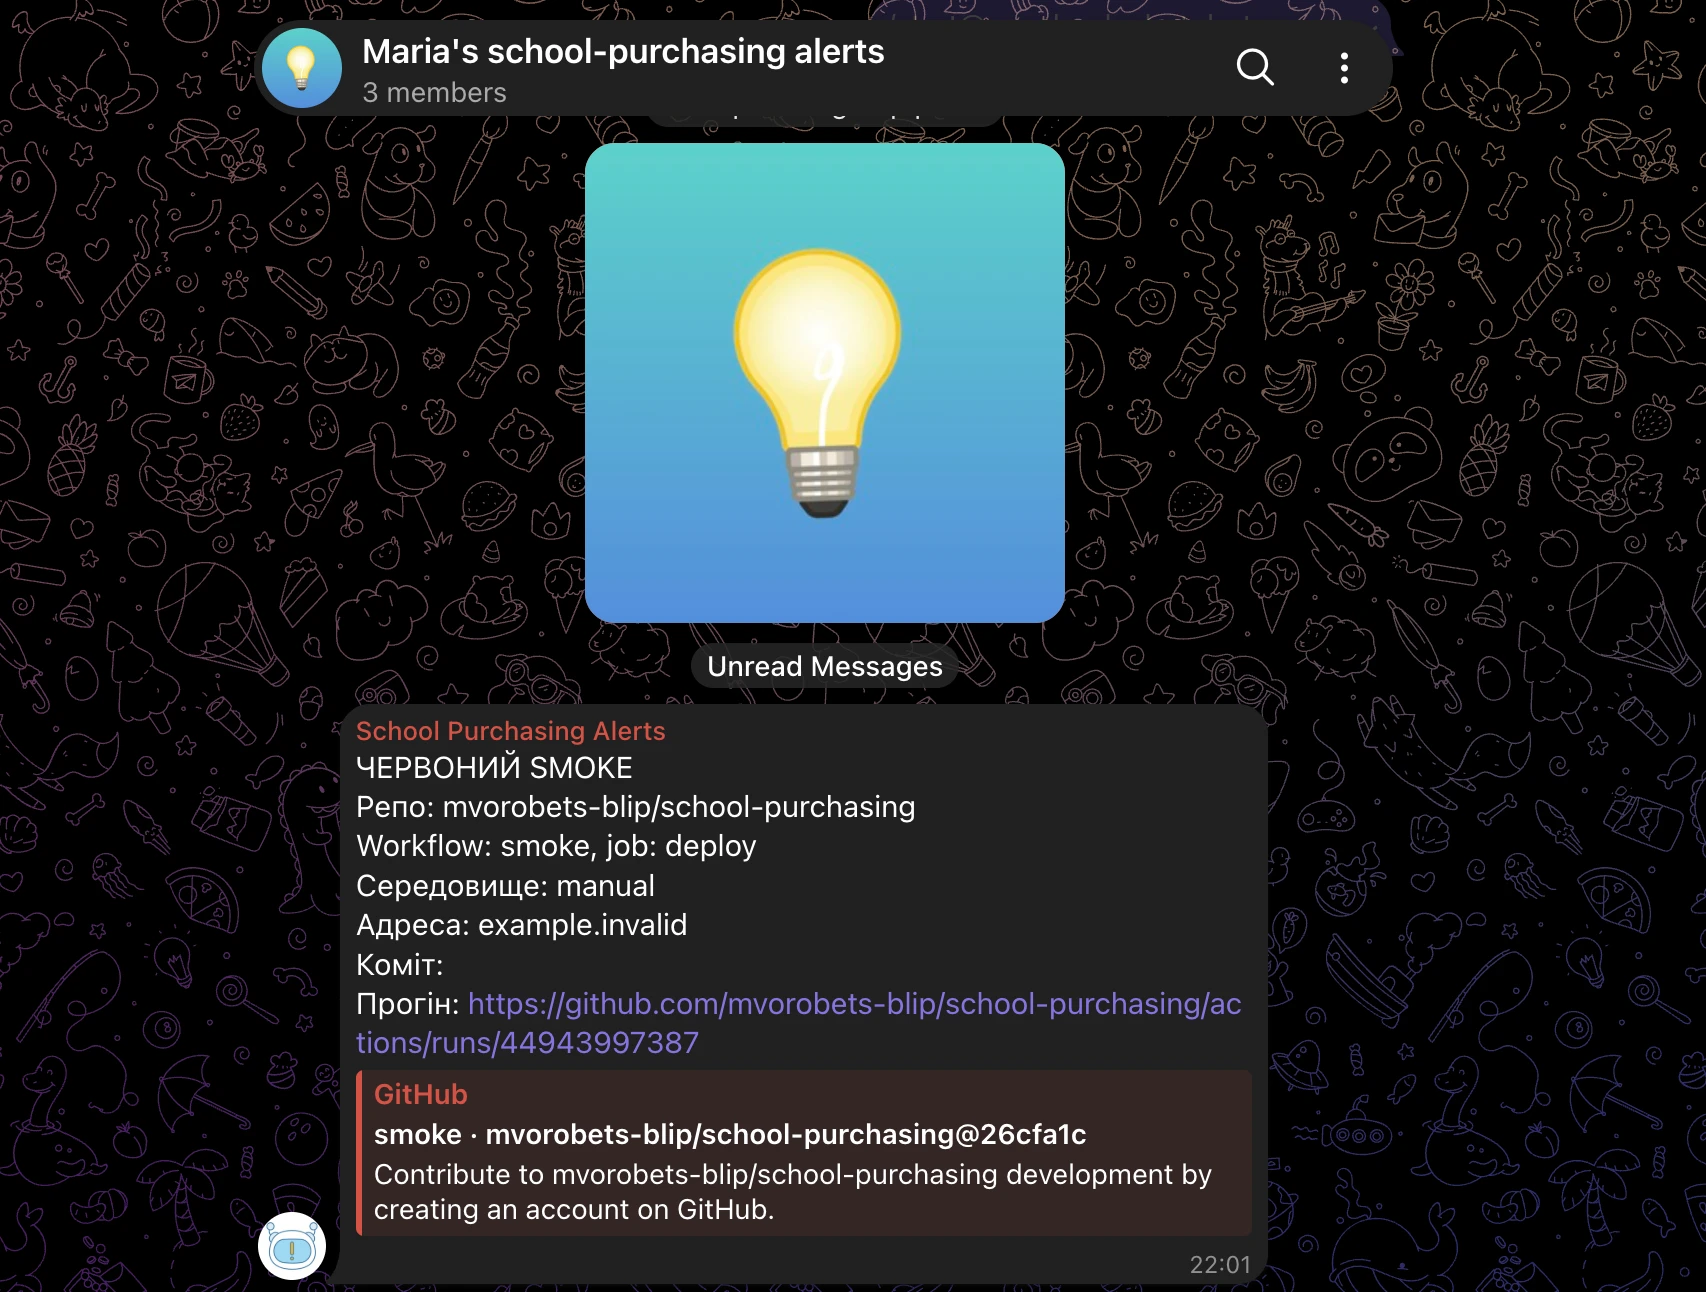 Maria's school-purchasing alerts
3 members
Unread Messages
School Purchasing Alerts
ЧЕРВОНИЙ SMOKE
Репо: mvorobets-blip/school-purchasing
Workflow: smoke, job: deploy
Середовище: manual
Адреса: example.invalid
Коміт:
Прогін: https://github.com/mvorobets-blip/school-purchasing/ac
tions/runs/44943997387
GitHub
smoke · mvorobets-blip/school-purchasing@26cfa1c
Contribute to mvorobets-blip/school-purchasing development by
creating an account on GitHub.
22:01